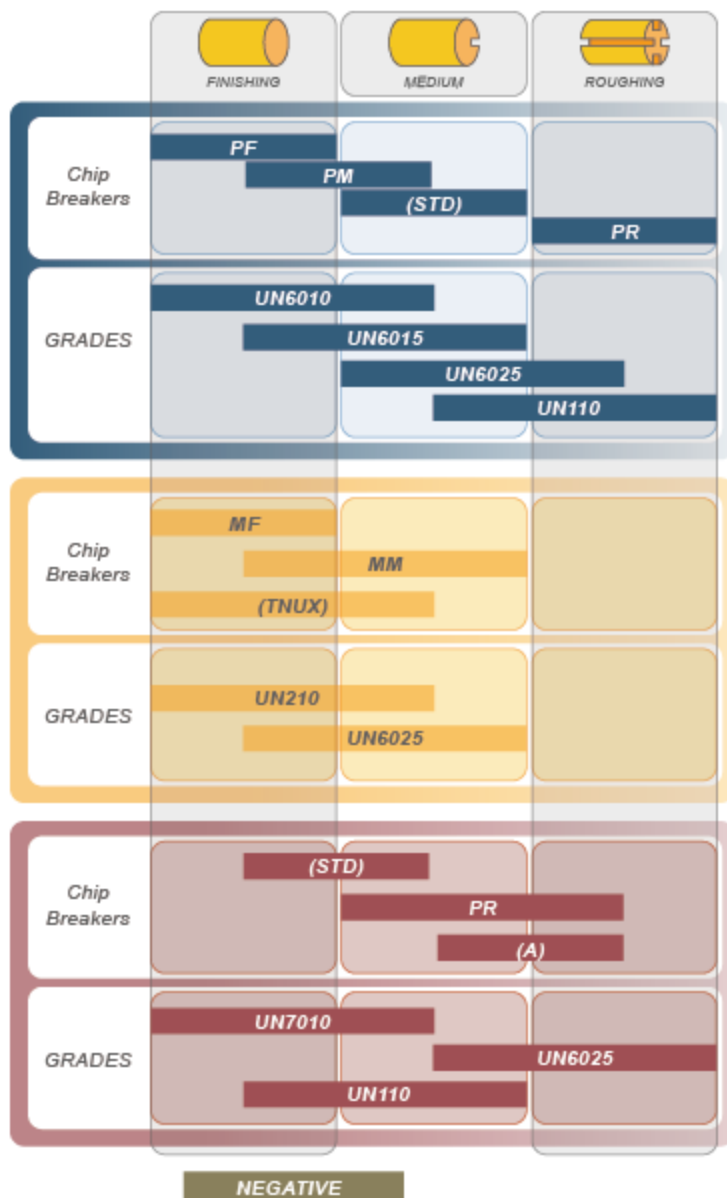 FINISHING
MEDIUM
ROUGHING
Chip
Breakers
PF
PM
(STD)
PR
GRADES
UN6010
UN6015
UN6025
UN110
Chip
Breakers
MF
MM
(TNUX)
GRADES
UN210
UN6025
Chip
Breakers
(STD)
PR
(A)
GRADES
UN7010
UN6025
UN110
NEGATIVE